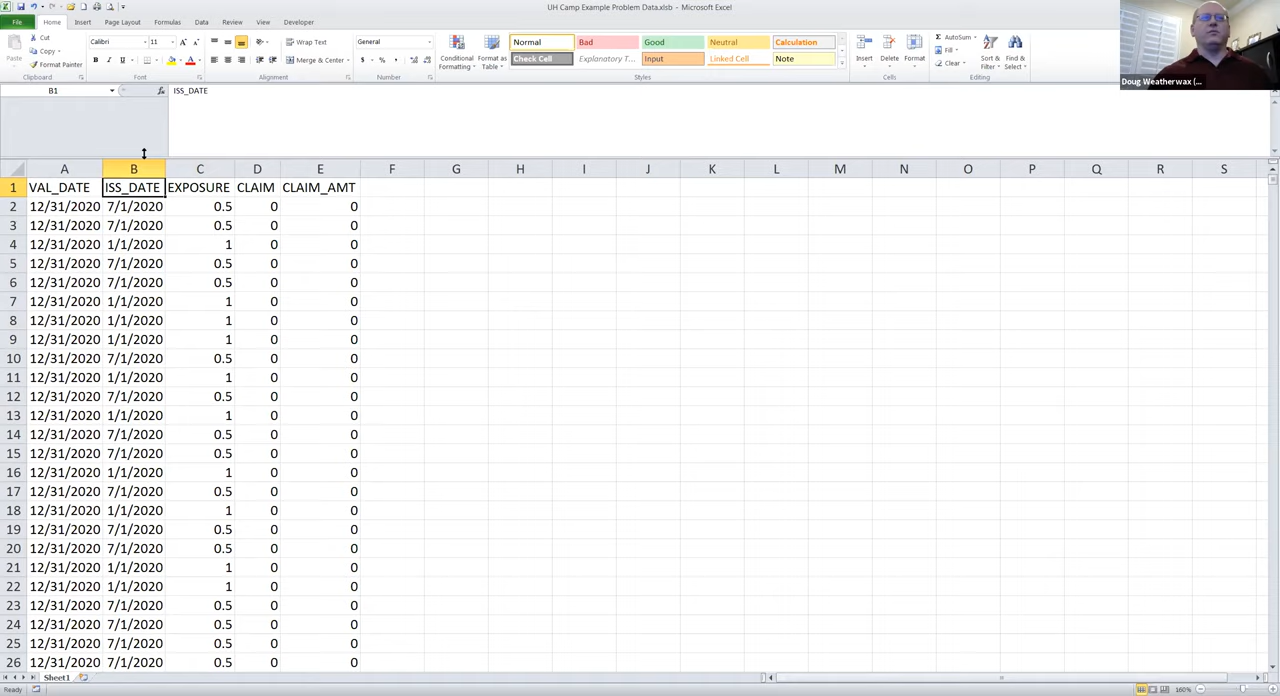 UH Camp Example Problem Data.xlsb - Microsoft Excel
File Home Insert Page Layout Formulas Data Review View Developer
Paste
Cut
Copy
Format Painter
Clipboard
Calibri 11
B I U
Font
Wrap Text
Merge & Center
Alignment
General
$ % ,
Number
Conditional Formatting
Format as Table
Normal Bad Good Neutral Calculation
Check Cell Explanatory T... Input Linked Cell Note
Styles
Insert Delete Format
Cells
AutoSum
Fill
Clear
Sort & Filter
Find & Select
Editing
Doug Weatherwax (...
B1 fx ISS_DATE
A B C D E F G H I J K L M N O P Q R S
1 VAL_DATE ISS_DATE EXPOSURE CLAIM CLAIM_AMT
2 12/31/2020 7/1/2020 0.5 0 0
3 12/31/2020 7/1/2020 0.5 0 0
4 12/31/2020 1/1/2020 1 0 0
5 12/31/2020 7/1/2020 0.5 0 0
6 12/31/2020 7/1/2020 0.5 0 0
7 12/31/2020 1/1/2020 1 0 0
8 12/31/2020 1/1/2020 1 0 0
9 12/31/2020 1/1/2020 1 0 0
10 12/31/2020 7/1/2020 0.5 0 0
11 12/31/2020 1/1/2020 1 0 0
12 12/31/2020 7/1/2020 0.5 0 0
13 12/31/2020 1/1/2020 1 0 0
14 12/31/2020 7/1/2020 0.5 0 0
15 12/31/2020 7/1/2020 0.5 0 0
16 12/31/2020 1/1/2020 1 0 0
17 12/31/2020 7/1/2020 0.5 0 0
18 12/31/2020 1/1/2020 1 0 0
19 12/31/2020 7/1/2020 0.5 0 0
20 12/31/2020 7/1/2020 0.5 0 0
21 12/31/2020 1/1/2020 1 0 0
22 12/31/2020 1/1/2020 1 0 0
23 12/31/2020 7/1/2020 0.5 0 0
24 12/31/2020 7/1/2020 0.5 0 0
25 12/31/2020 7/1/2020 0.5 0 0
26 12/31/2020 7/1/2020 0.5 0 0
Sheet1
Ready
160%